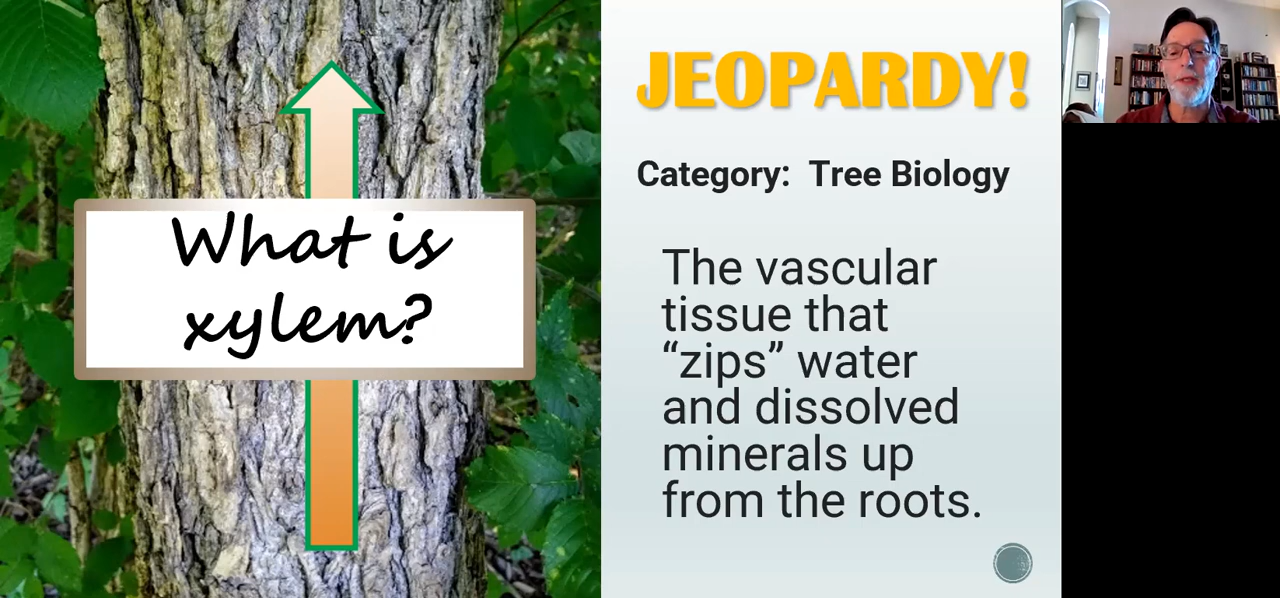 What is
xylem?
JEOPARDY!
Category: Tree Biology
The vascular
tissue that
“zips” water
and dissolved
minerals up
from the roots.